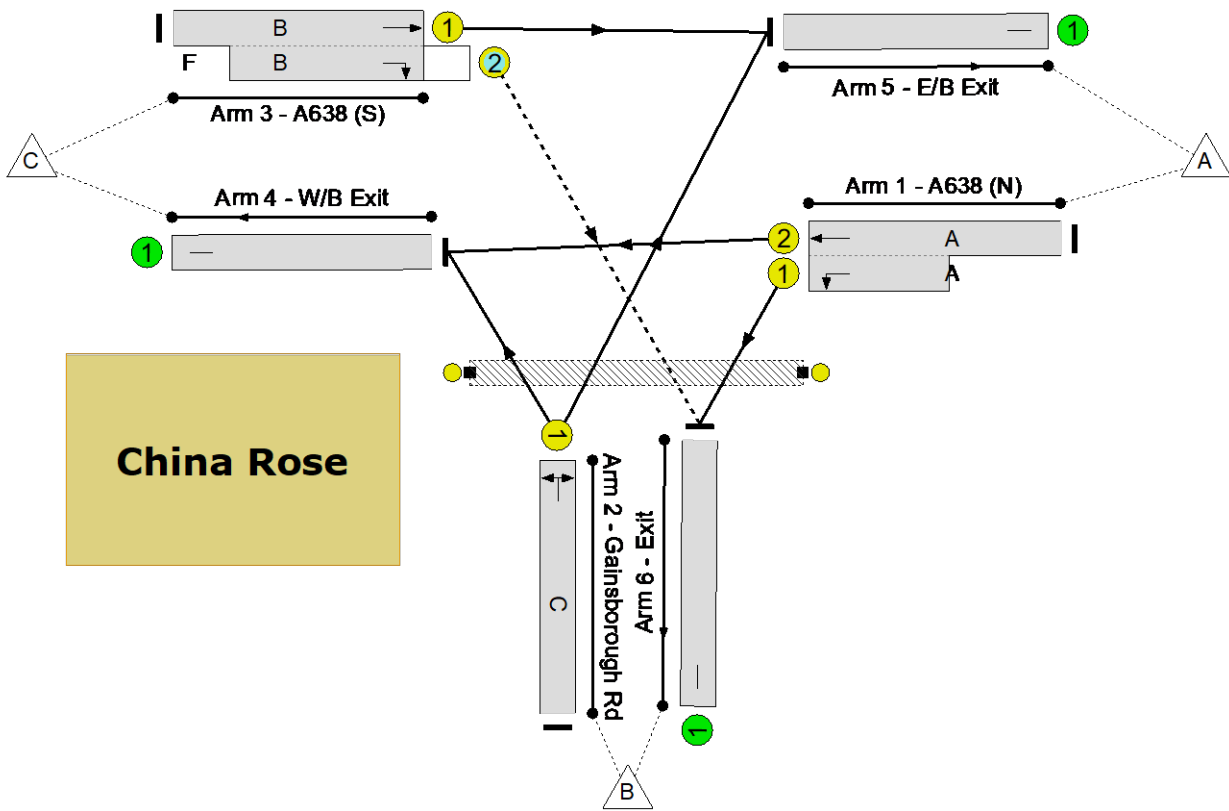 B
1
F
B
2
1
Arm 3 - A638 (S)
Arm 5 - E/B Exit
C
A
Arm 4 - W/B Exit
Arm 1 - A638 (N)
1
2
A
1
A
China Rose
1
Arm 2 - Gainsborough Rd
Arm 6 - Exit
C
1
B